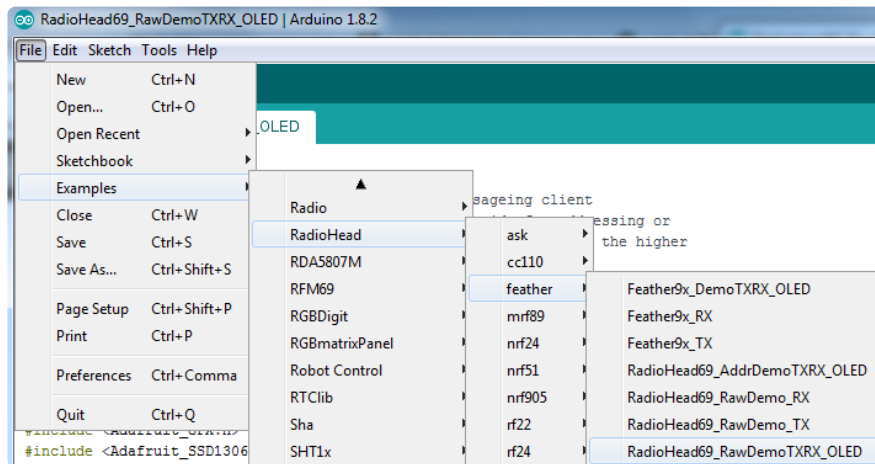 RadioHead69_RawDemoTXRX_OLED | Arduino 1.8.2
File Edit Sketch Tools Help
New Ctrl+N
Open... Ctrl+O
Open Recent
Sketchbook
Examples
Close Ctrl+W
Save Ctrl+S
Save As... Ctrl+Shift+S
Page Setup Ctrl+Shift+P
Print Ctrl+P
Preferences Ctrl+Comma
Quit Ctrl+Q
_OLED
sageing client
essing or
the higher
#include <Adafruit_SSD1306
Radio
RadioHead
RDA5807M
RFM69
RGBDigit
RGBmatrixPanel
Robot Control
RTClib
Sha
SHT1x
ask
cc110
feather
mrf89
nrf24
nrf51
nrf905
rf22
rf24
Feather9x_DemoTXRX_OLED
Feather9x_RX
Feather9x_TX
RadioHead69_AddrDemoTXRX_OLED
RadioHead69_RawDemo_RX
RadioHead69_RawDemo_TX
RadioHead69_RawDemoTXRX_OLED